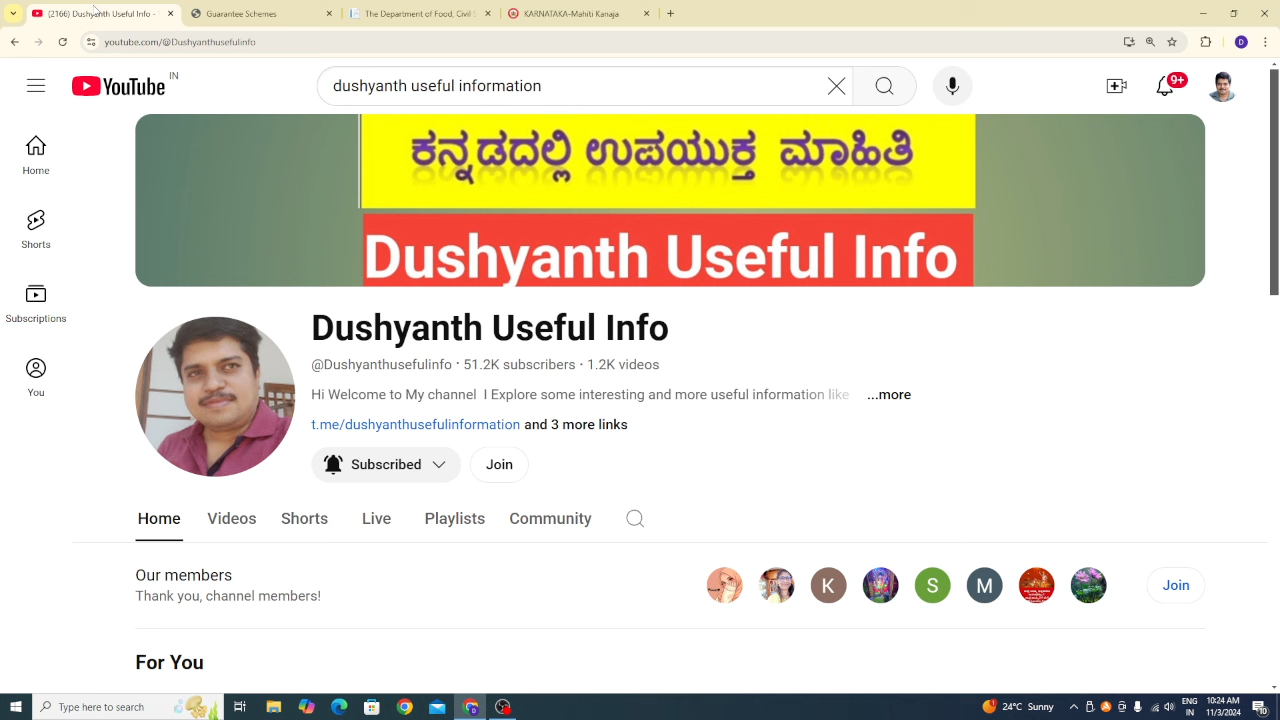 (2166) Dushyanth Useful Info -
Guarantee Schemes
The Department of Food, Civil S
KARNATAKA-Mahiti Kanaja
youtube.com/@Dushyanthusefulinfo
YouTube IN
dushyanth useful information
9+
Home
Shorts
Subscriptions
You
ಕನ್ನಡದಲ್ಲಿ ಉಪಯುಕ್ತ ಮಾಹಿತಿ
Dushyanth Useful Info
Dushyanth Useful Info
@Dushyanthusefulinfo · 51.2K subscribers · 1.2K videos
Hi Welcome to My channel I Explore some interesting and more useful information like ...more
t.me/dushyanthusefulinformation and 3 more links
Subscribed
Join
Home Videos Shorts Live Playlists Community
Our members
Thank you, channel members!
K
S
M
Join
For You
Type here to search
24°C Sunny
ENG
IN
10:24 AM
11/3/2024
10